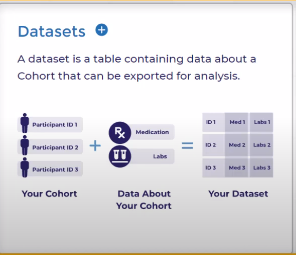 Datasets
A dataset is a table containing data about a
Cohort that can be exported for analysis.
Participant ID 1
Participant ID 2
Participant ID 3
+
Rx
Medication
Labs
=
ID 1 Med 1 Labs 1
ID 2 Med 2 Labs 2
ID 3 Med 3 Labs 3
Your Cohort
Data About
Your Cohort
Your Dataset